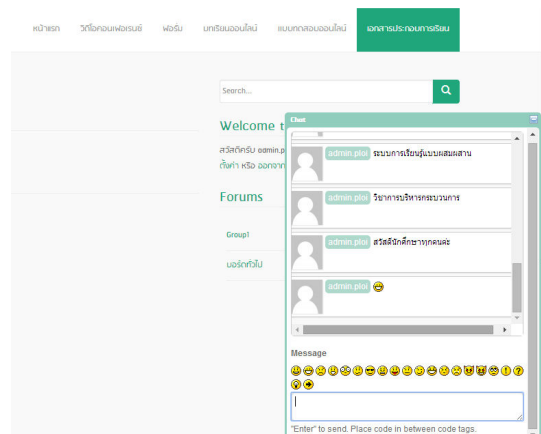 หน้าแรก วิดีโอคอนเฟอเรนซ์ ฟอรั่ม บทเรียนออนไลน์ แบบทดสอบออนไลน์ เอกสารประกอบการเรียน
Search...
Welcome t
Chat
สวัสดีครับ admin.p
ตั้งค่า หรือ ออกจาก
Forums
Group1
บอร์ดทั่วไป
admin.ploi ระบบการเรียนรู้แบบผสมผสาน
admin.ploi วิชาการบริหารกระบวนการ
admin.ploi สวัสดีนักศึกษาทุกคนค่ะ
admin.ploi
Message
"Enter" to send. Place code in between code tags.